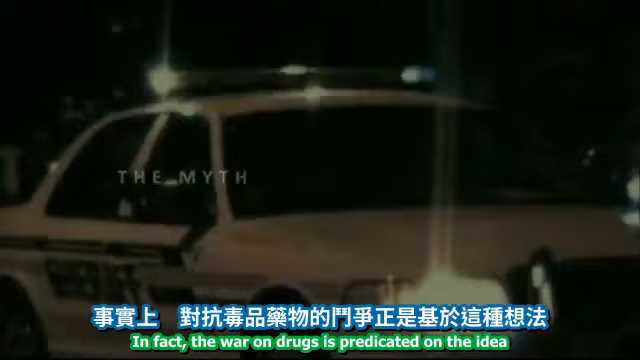 THE MYTH
事實上　對抗毒品藥物的鬥爭正是基於這種想法
In fact, the war on drugs is predicated on the idea